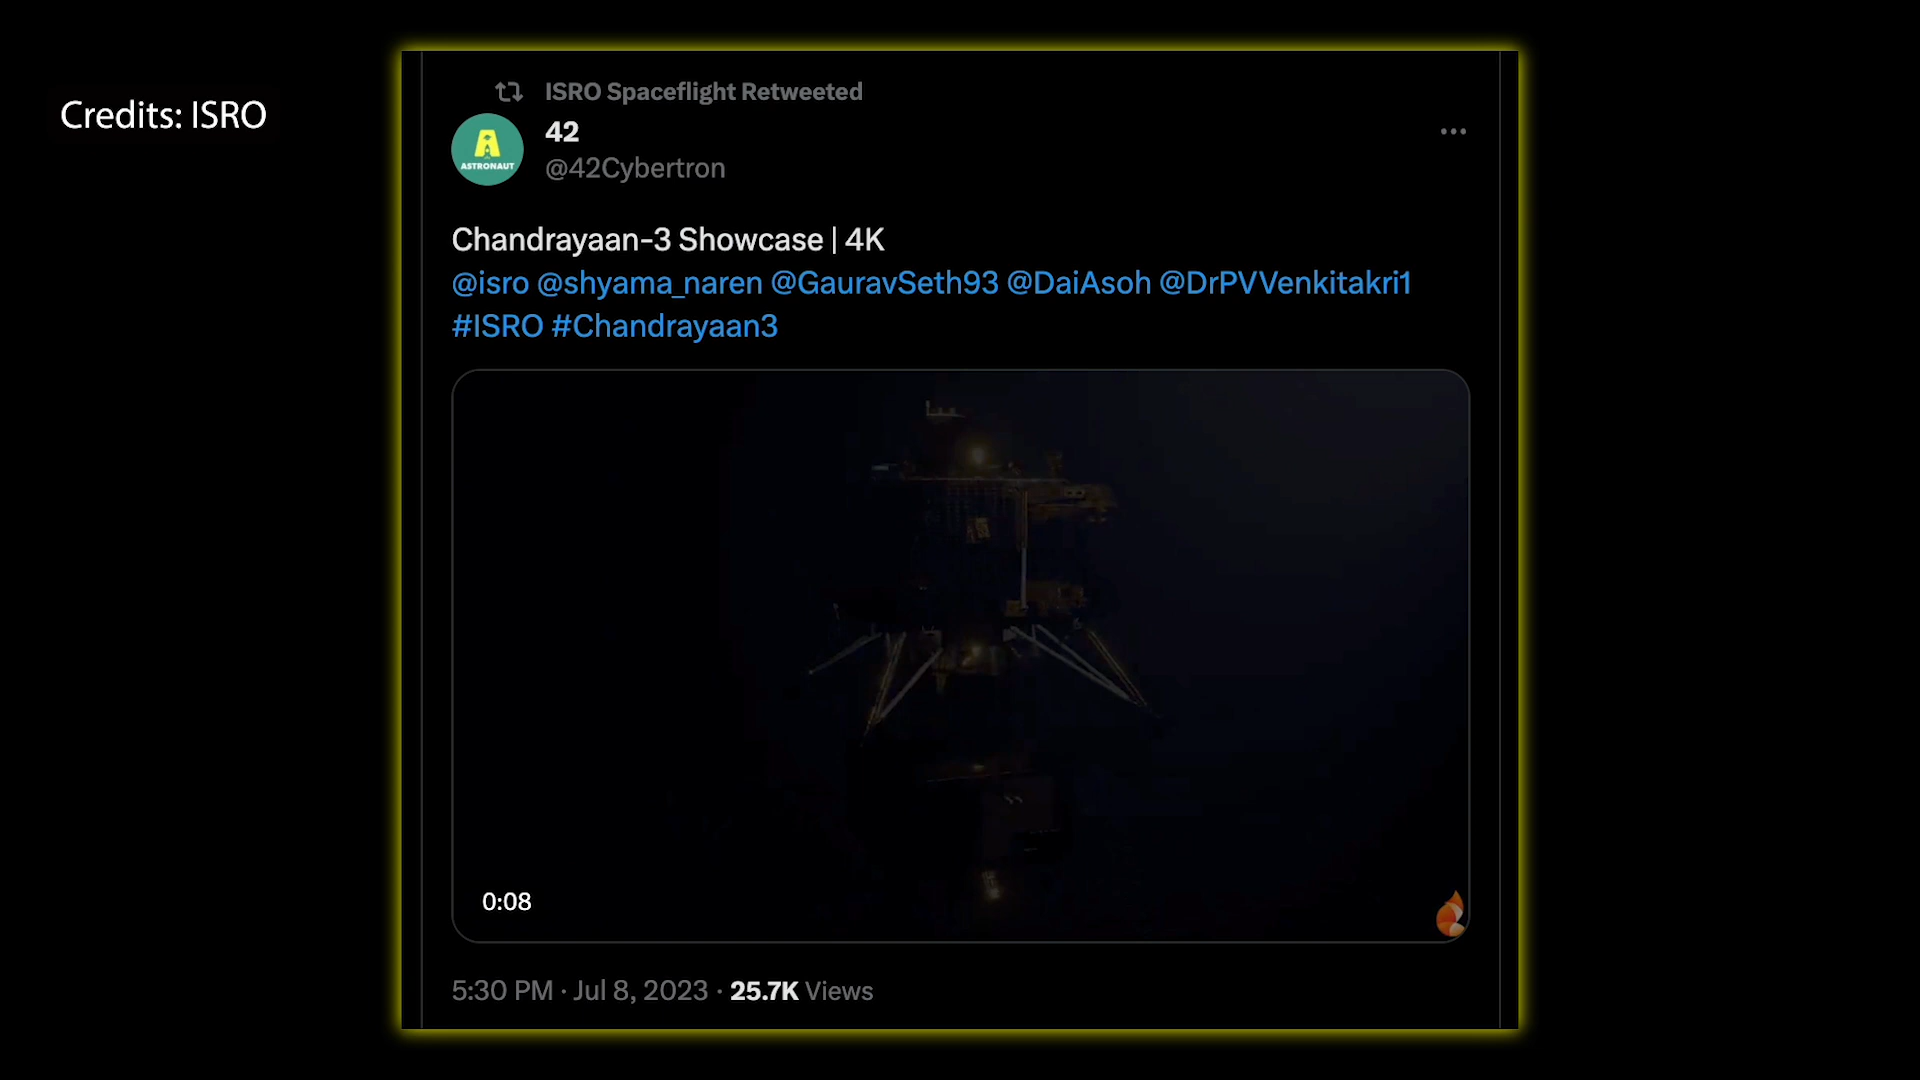 Credits: ISRO
ISRO Spaceflight Retweeted
42
@42Cybertron
ASTRONAUT
Chandrayaan-3 Showcase | 4K
@isro @shyama_naren @GauravSeth93 @DaiAsoh @DrPVVenkitakri1
#ISRO #Chandrayaan3
0:08
5:30 PM · Jul 8, 2023 · 25.7K Views